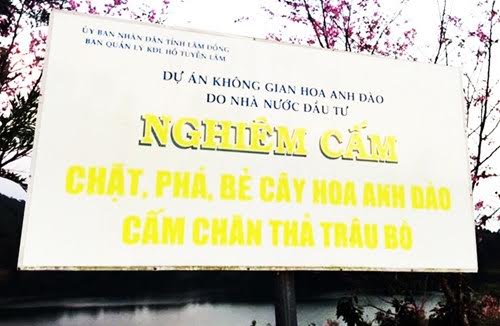 ỦY BAN NHÂN DÂN TỈNH LÂM ĐỒNG
BAN QUẢN LÝ KDL HỒ TUYỀN LÂM
DỰ ÁN KHÔNG GIAN HOA ANH ĐÀO
DO NHÀ NƯỚC ĐẦU TƯ
NGHIÊM CẤM
CHẶT, PHÁ, BẺ CÂY HOA ANH ĐÀO
CẤM CHĂN THẢ TRÂU BÒ